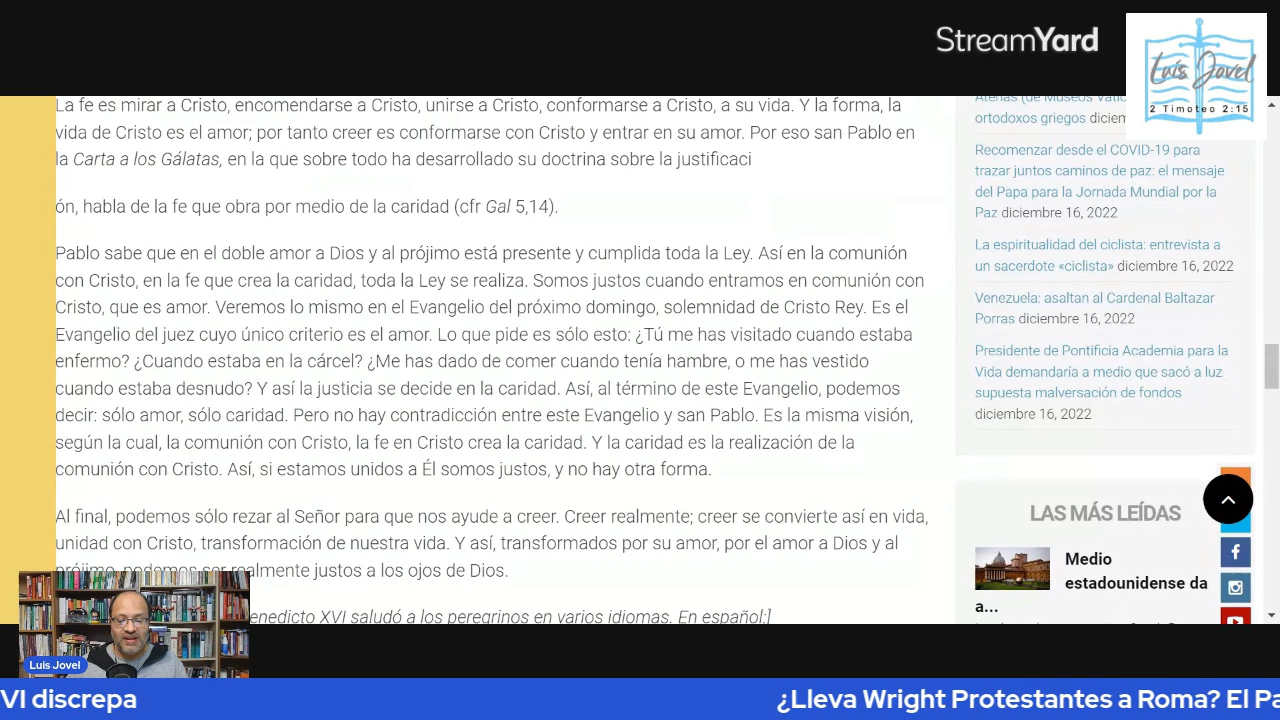 StreamYard
Luis Jovel
2 Timoteo 2:15
La fe es mirar a Cristo, encomendarse a Cristo, unirse a Cristo, conformarse a Cristo, a su vida. Y la forma, la
vida de Cristo es el amor; por tanto creer es conformarse con Cristo y entrar en su amor. Por eso san Pablo en
la Carta a los Gálatas, en la que sobre todo ha desarrollado su doctrina sobre la justificaci
ón, habla de la fe que obra por medio de la caridad (cfr Gal 5,14).
Pablo sabe que en el doble amor a Dios y al prójimo está presente y cumplida toda la Ley. Así en la comunión
con Cristo, en la fe que crea la caridad, toda la Ley se realiza. Somos justos cuando entramos en comunión con
Cristo, que es amor. Veremos lo mismo en el Evangelio del próximo domingo, solemnidad de Cristo Rey. Es el
Evangelio del juez cuyo único criterio es el amor. Lo que pide es sólo esto: ¿Tú me has visitado cuando estaba
enfermo? ¿Cuando estaba en la cárcel? ¿Me has dado de comer cuando tenía hambre, o me has vestido
cuando estaba desnudo? Y así la justicia se decide en la caridad. Así, al término de este Evangelio, podemos
decir: sólo amor, sólo caridad. Pero no hay contradicción entre este Evangelio y san Pablo. Es la misma visión,
según la cual, la comunión con Cristo, la fe en Cristo crea la caridad. Y la caridad es la realización de la
comunión con Cristo. Así, si estamos unidos a Él somos justos, y no hay otra forma.
Al final, podemos sólo rezar al Señor para que nos ayude a creer. Creer realmente; creer se convierte así en vida,
unidad con Cristo, transformación de nuestra vida. Y así, transformados por su amor, por el amor a Dios y al
prójimo, podemos ser realmente justos a los ojos de Dios.
enedicto XVI saludó a los peregrinos en varios idiomas. En español:]
Atenas (de Museos
ortodoxos griegos diciem
Recomenzar desde el COVID-19 para
trazar juntos caminos de paz: el mensaje
del Papa para la Jornada Mundial por la
Paz diciembre 16, 2022
La espiritualidad del ciclista: entrevista a
un sacerdote «ciclista» diciembre 16, 2022
Venezuela: asaltan al Cardenal Baltazar
Porras diciembre 16, 2022
Presidente de Pontificia Academia para la
Vida demandaría a medio que sacó a luz
supuesta malversación de fondos
diciembre 16, 2022
LAS MÁS LEÍDAS
Medio
estadounidense da
a...
Luis Jovel
VI discrepa ¿Lleva Wright Protestantes a Roma? El Pa